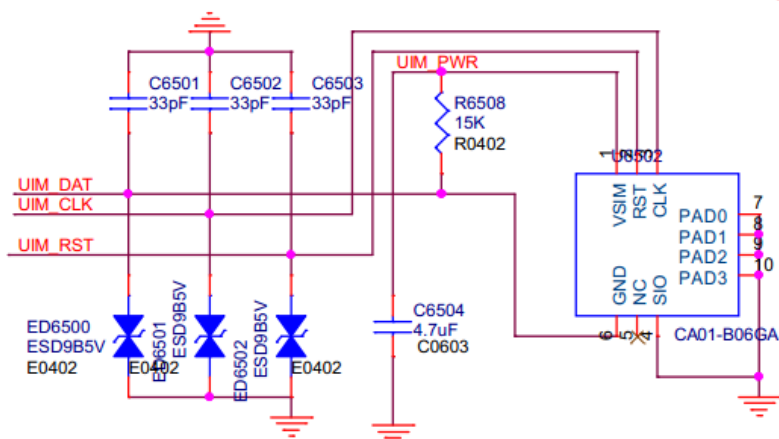 C6501
33pF
C6502
33pF
C6503
33pF
UIM_PWR
R6508
15K
R0402
UIM_DAT
UIM_CLK
UIM_RST
U6502
1
2
3
VSIM
RST
CLK
PAD0
PAD1
PAD2
PAD3
7
8
9
10
GND
NC
SIO
6
5
4
CA01-B06GA
C6504
4.7uF
C0603
ED6500
ESD9B5V
E0402
ED6501
ESD9B5V
E0402
ED6502
ESD9B5V
E0402